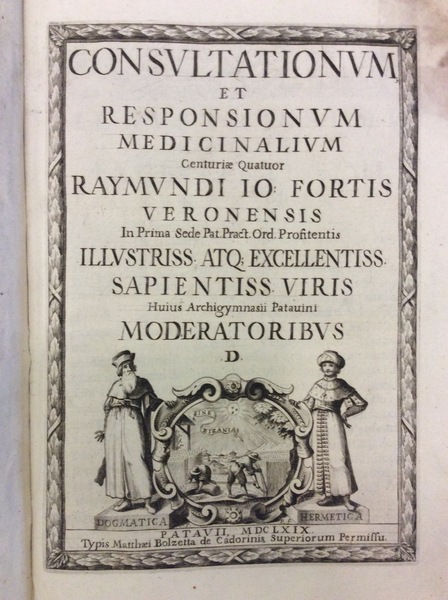 CONSVLTATIONVM
ET
RESPONSIONVM
MEDICINALIVM
Centuriæ Quatuor
RAYMVNDI IO: FORTIS
VERONENSIS
In Prima Sede Pat. Pract. Ord. Profitentis
ILLVSTRISS. ATQ; EXCELLENTISS.
SAPIENTISS. VIRIS
Huius Archigymnasii Patauini
MODERATORIBVS
D.
SINE
DOGMATICA
HERMETICA
PATAVII, MDCLXIX.
Typis Matthæi Bolzetta de Cadorinis Superiorum Permissu.